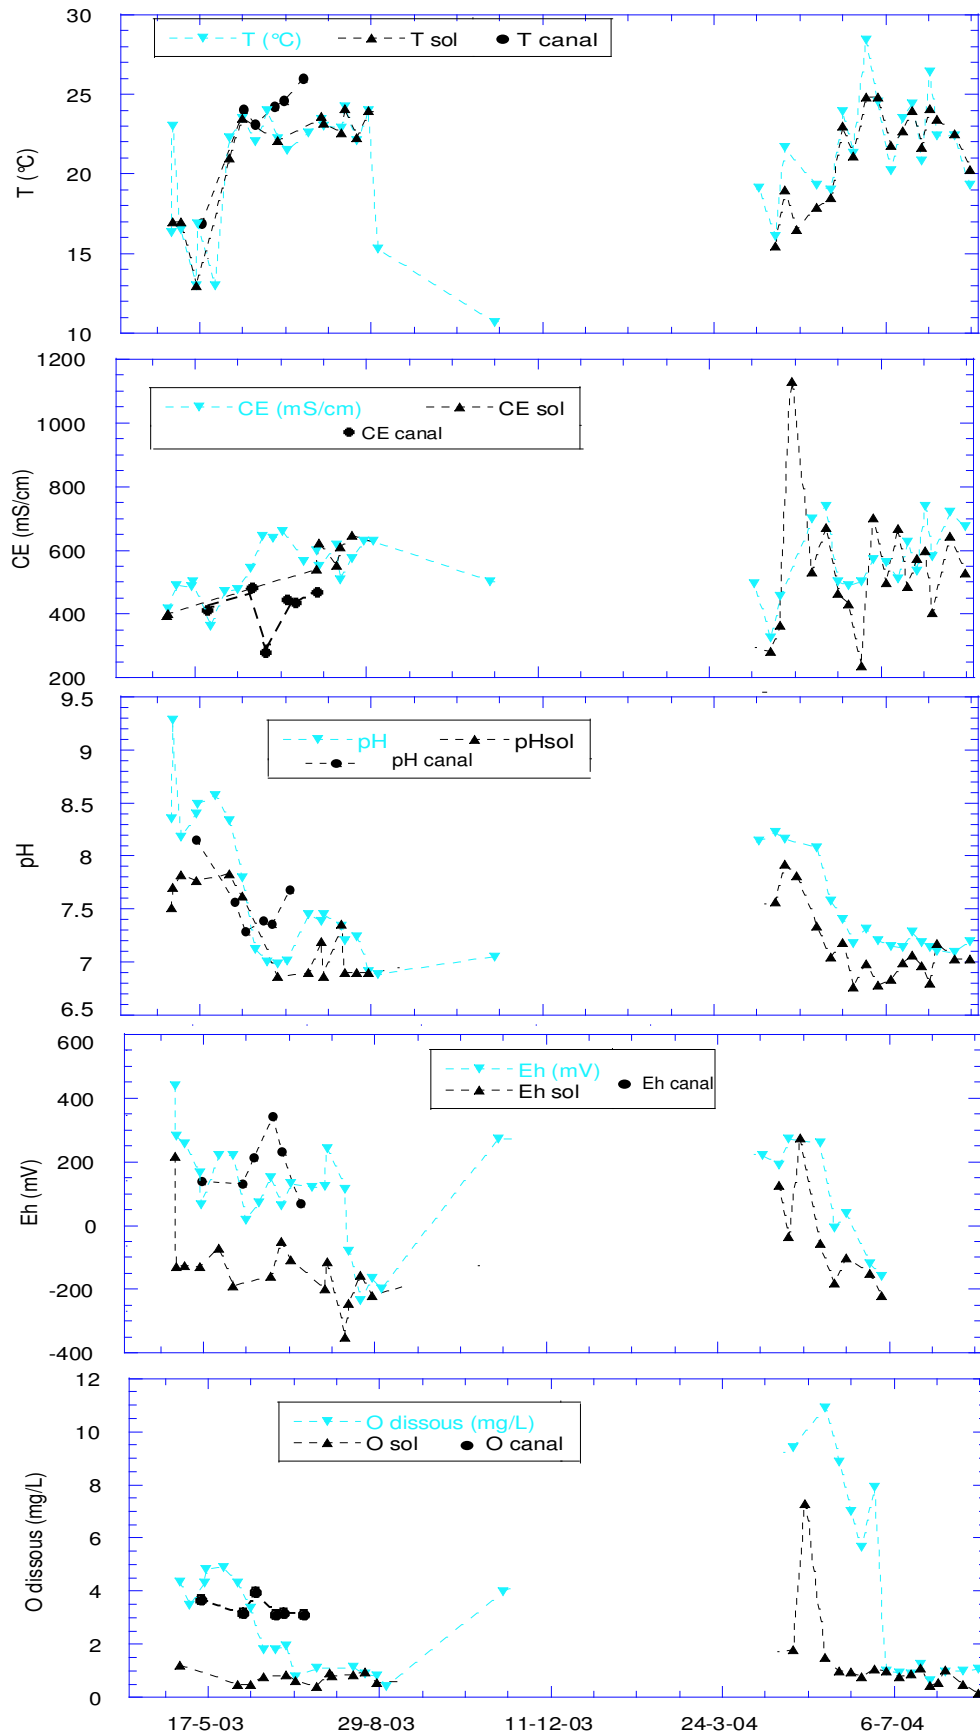 30
T (°C) T sol T canal
25
20
T (°C)
15
10
1200
CE (mS/cm) CE sol
CE canal
1000
800
CE (mS/cm)
600
400
200
9.5
pH pHsol
pH canal
9
8.5
8
pH
7.5
7
6.5
600
Eh (mV) Eh canal
Eh sol
400
200
Eh (mV)
0
-200
-400
12
O dissous (mg/L)
O sol O canal
10
8
O dissous (mg/L)
6
4
2
0
17-5-03 29-8-03 11-12-03 24-3-04 6-7-04